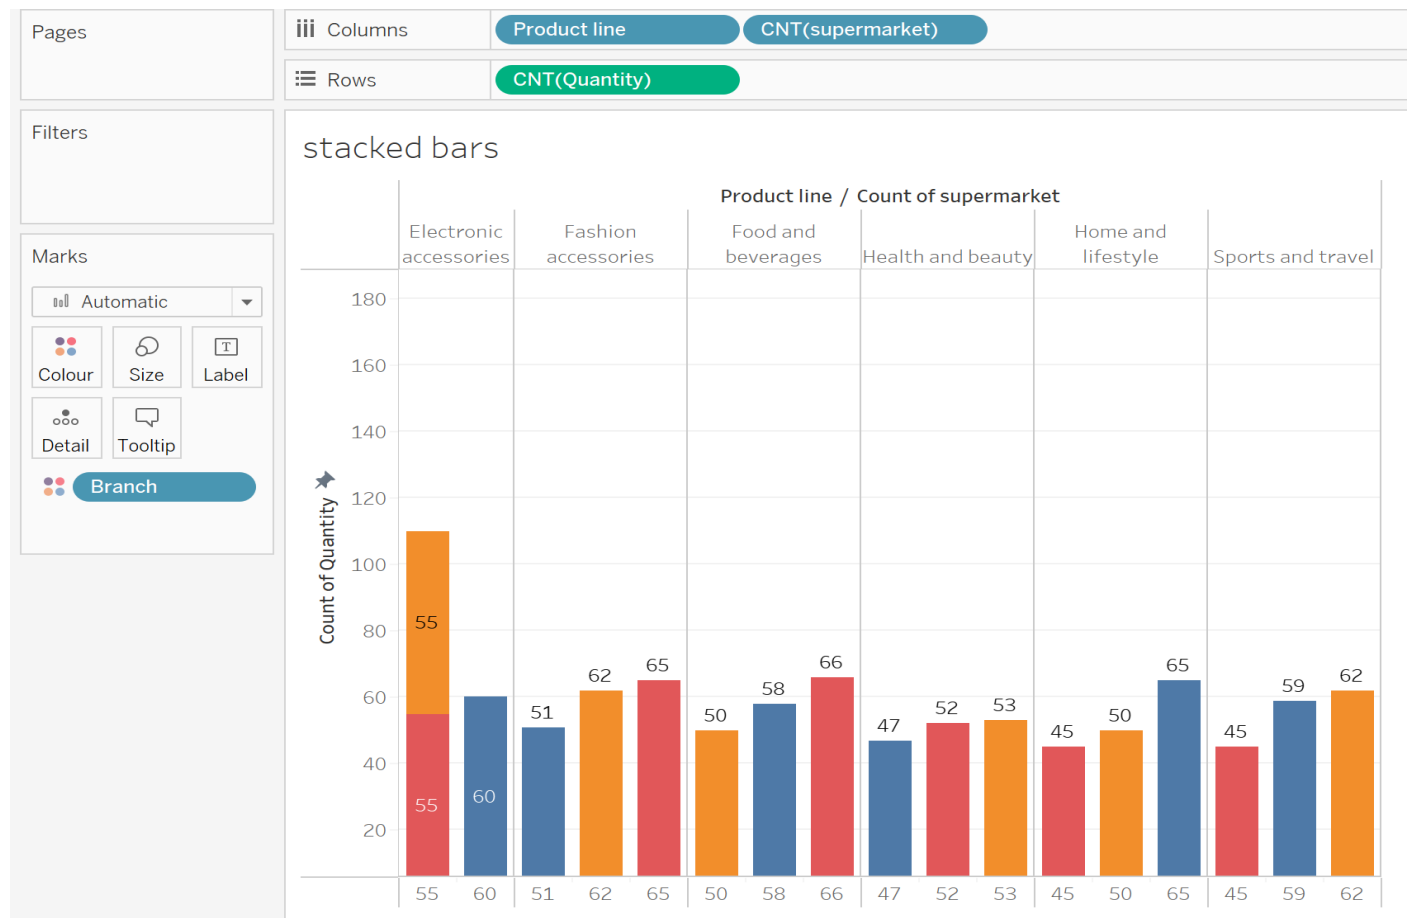 Pages
Columns
Product line
CNT(supermarket)
Rows
CNT(Quantity)
Filters
Marks
Automatic
Colour
Size
T
Label
Detail
Tooltip
Branch
stacked bars
Product line / Count of supermarket
Electronic
accessories
Fashion
accessories
Food and
beverages
Health and beauty
Home and
lifestyle
Sports and travel
Count of Quantity
180
160
140
120
100
80
60
40
20
55
55
60
51
62
65
50
58
66
47
52
53
45
50
65
45
59
62
55 60 51 62 65 50 58 66 47 52 53 45 50 65 45 59 62